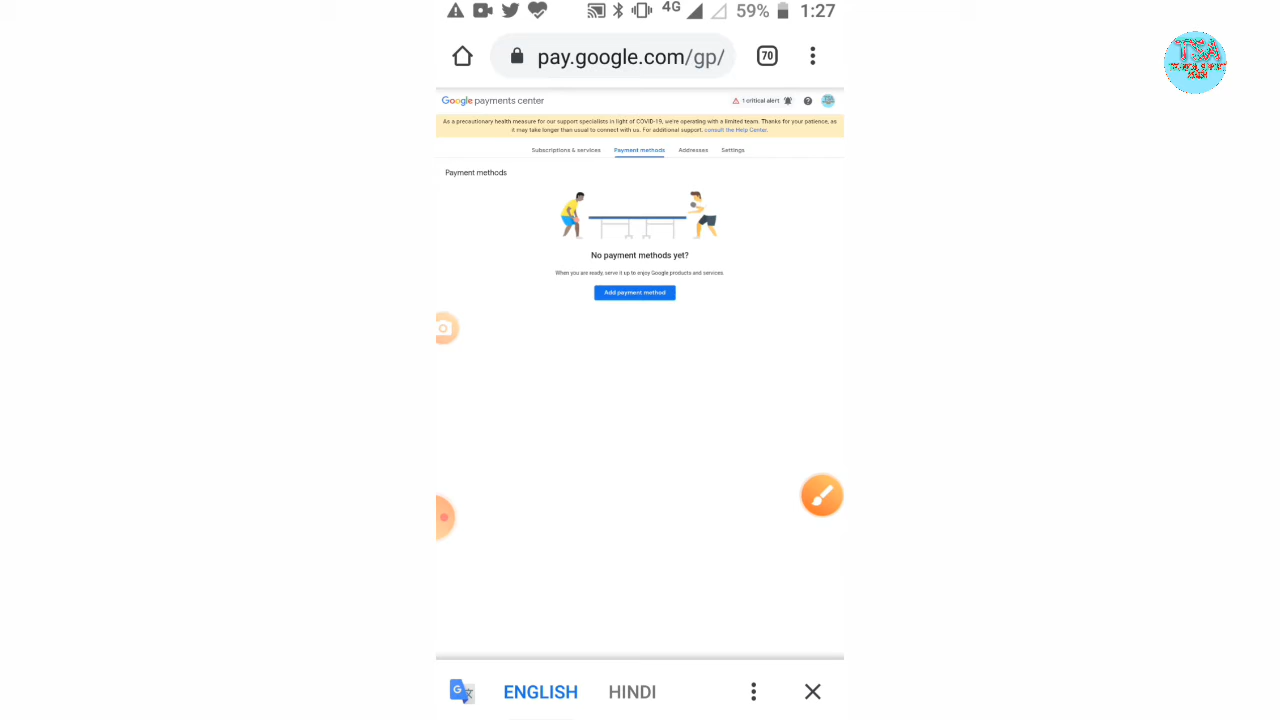 4G 59% 1:27
pay.google.com/gp/ 70
Google payments center 1 critical alert
As a precautionary health measure for our support specialists in light of COVID-19, we're operating with a limited team. Thanks for your patience, as
it may take longer than usual to connect with us. For additional support, consult the Help Center.
Subscriptions & services Payment methods Addresses Settings
Payment methods
No payment methods yet?
When you are ready, serve it up to enjoy Google products and services.
Add payment method
ENGLISH HINDI
TSA